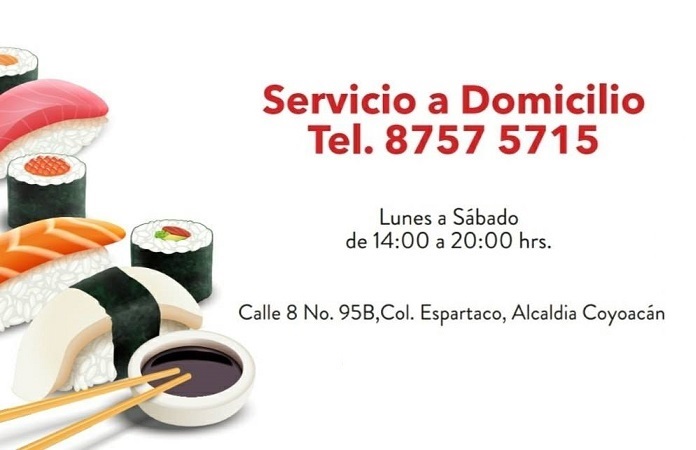 Servicio a Domicilio
Tel. 8757 5715
Lunes a Sábado
de 14:00 a 20:00 hrs.
Calle 8 No. 95B,Col. Espartaco, Alcaldia Coyoacán